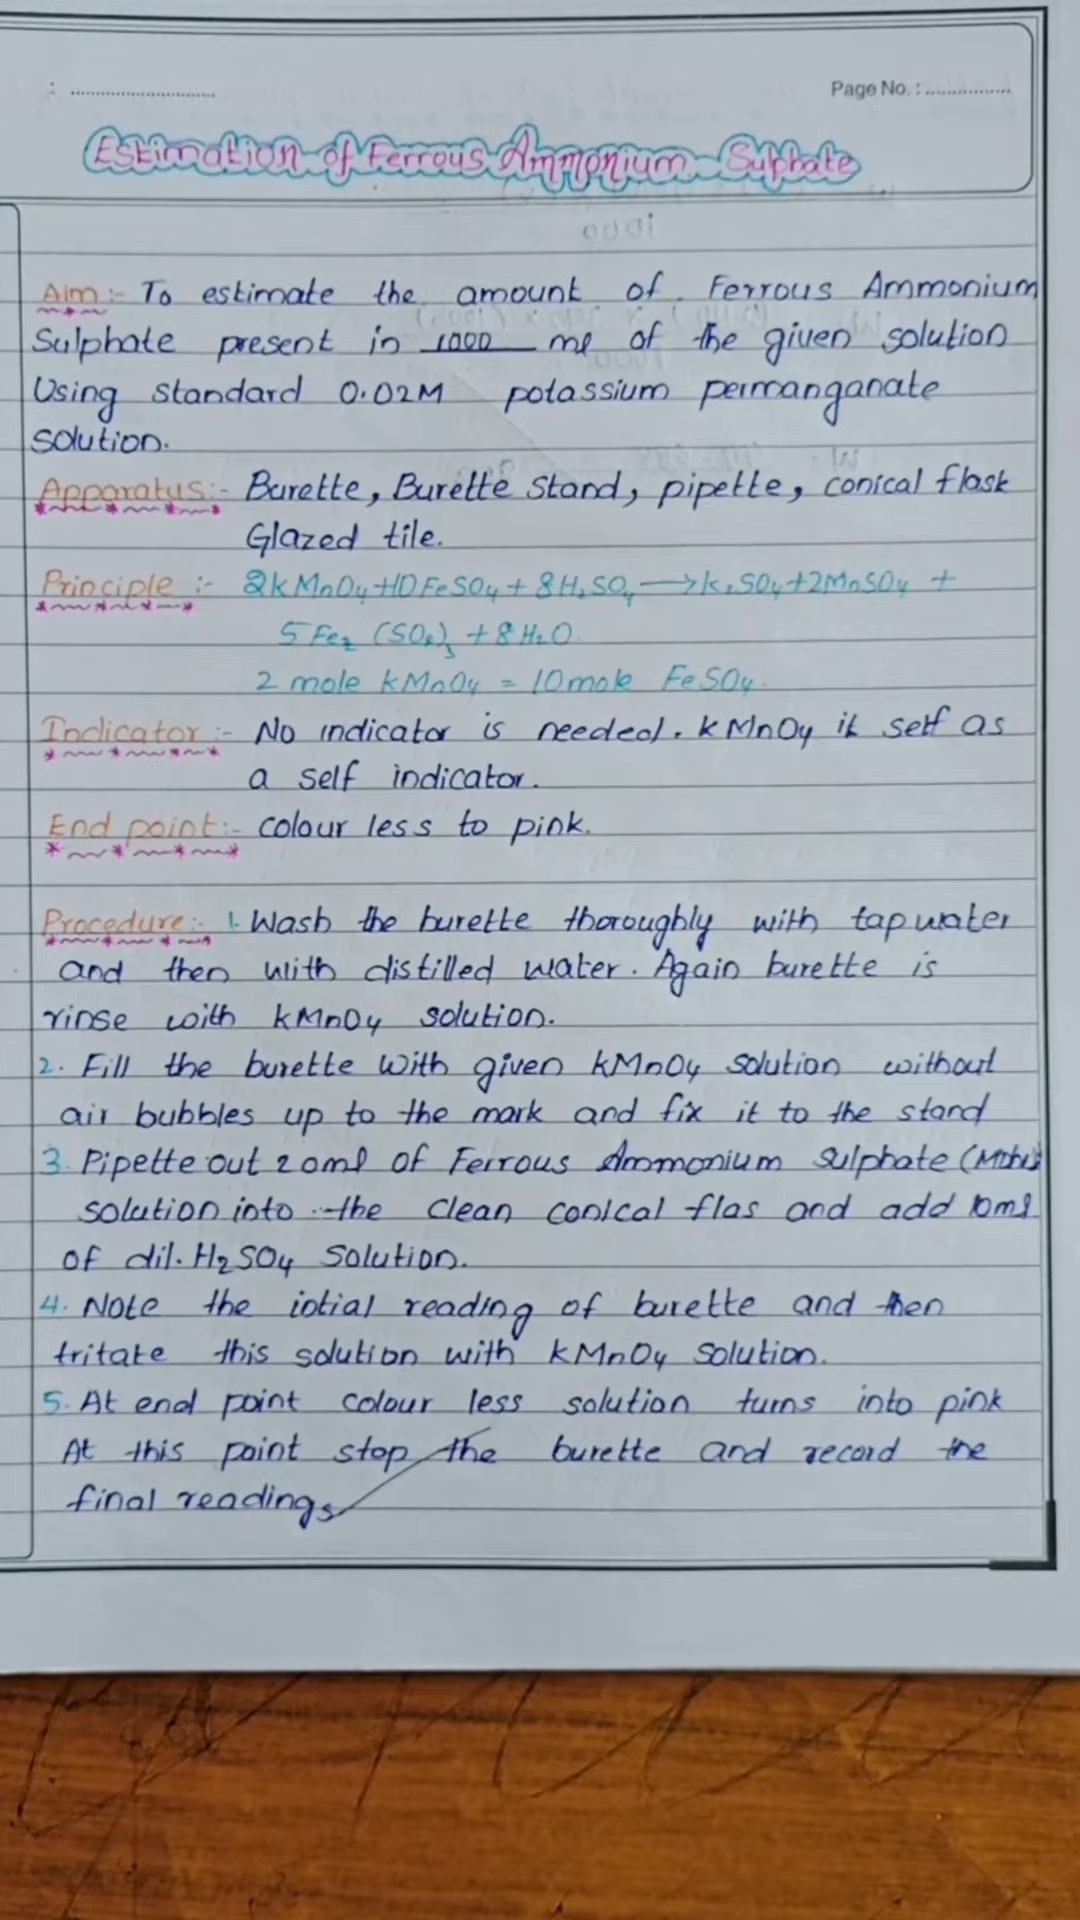 Page No. :
Estimation of Ferrous Ammonium Sulphate
Aim:- To estimate the amount of Ferrous Ammonium
Sulphate present in 1000 ml of the given solution
Using standard 0.02M potassium permanganate
solution.
Apparatus:- Burette, Burette Stand, pipette, conical flask
Glazed tile.
Principle:- 2KMnO4+10FeSO4+8H2SO4→K2SO4+2MnSO4+
5Fe2(SO4)3+8H2O.
2 mole KMnO4 = 10 mole FeSO4.
Indicator:- No indicator is needed. KMnO4 it self as
a self indicator.
End point:- colour less to pink.
Procedure:- 1. Wash the burette thoroughly with tap water
and then with distilled water. Again burette is
rinse with KMnO4 solution.
2. Fill the burette with given KMnO4 solution without
air bubbles up to the mark and fix it to the stand
3. Pipette out 20ml of Ferrous Ammonium Sulphate
solution into the clean conical flas and add 10ml
of dil. H2SO4 Solution.
4. Note the intial reading of burette and then
tritate this solution with KMnO4 solution.
5. At end point colour less solution turns into pink
At this point stop the burette and record the
final readings